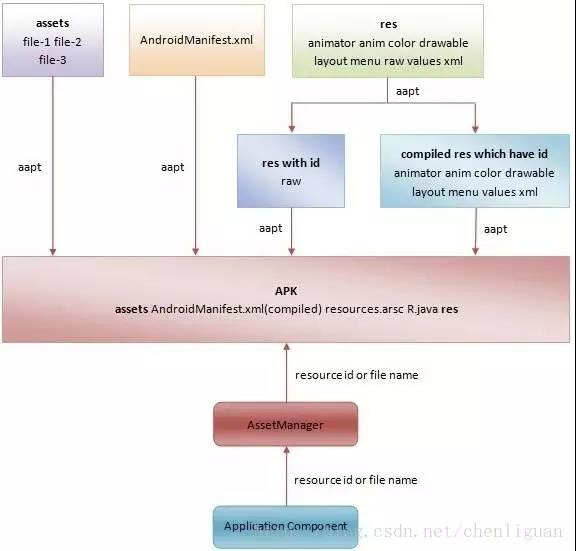 assets
file-1 file-2
file-3
AndroidManifest.xml
res
animator anim color drawable
layout menu raw values xml
aapt
aapt
aapt
res with id
raw
compiled res which have id
animator anim color drawable
layout menu values xml
aapt
aapt
APK
assets AndroidManifest.xml(compiled) resources.arsc R.java res
resource id or file name
AssetManager
resource id or file name
Application Component
csdn.net/chenliguan